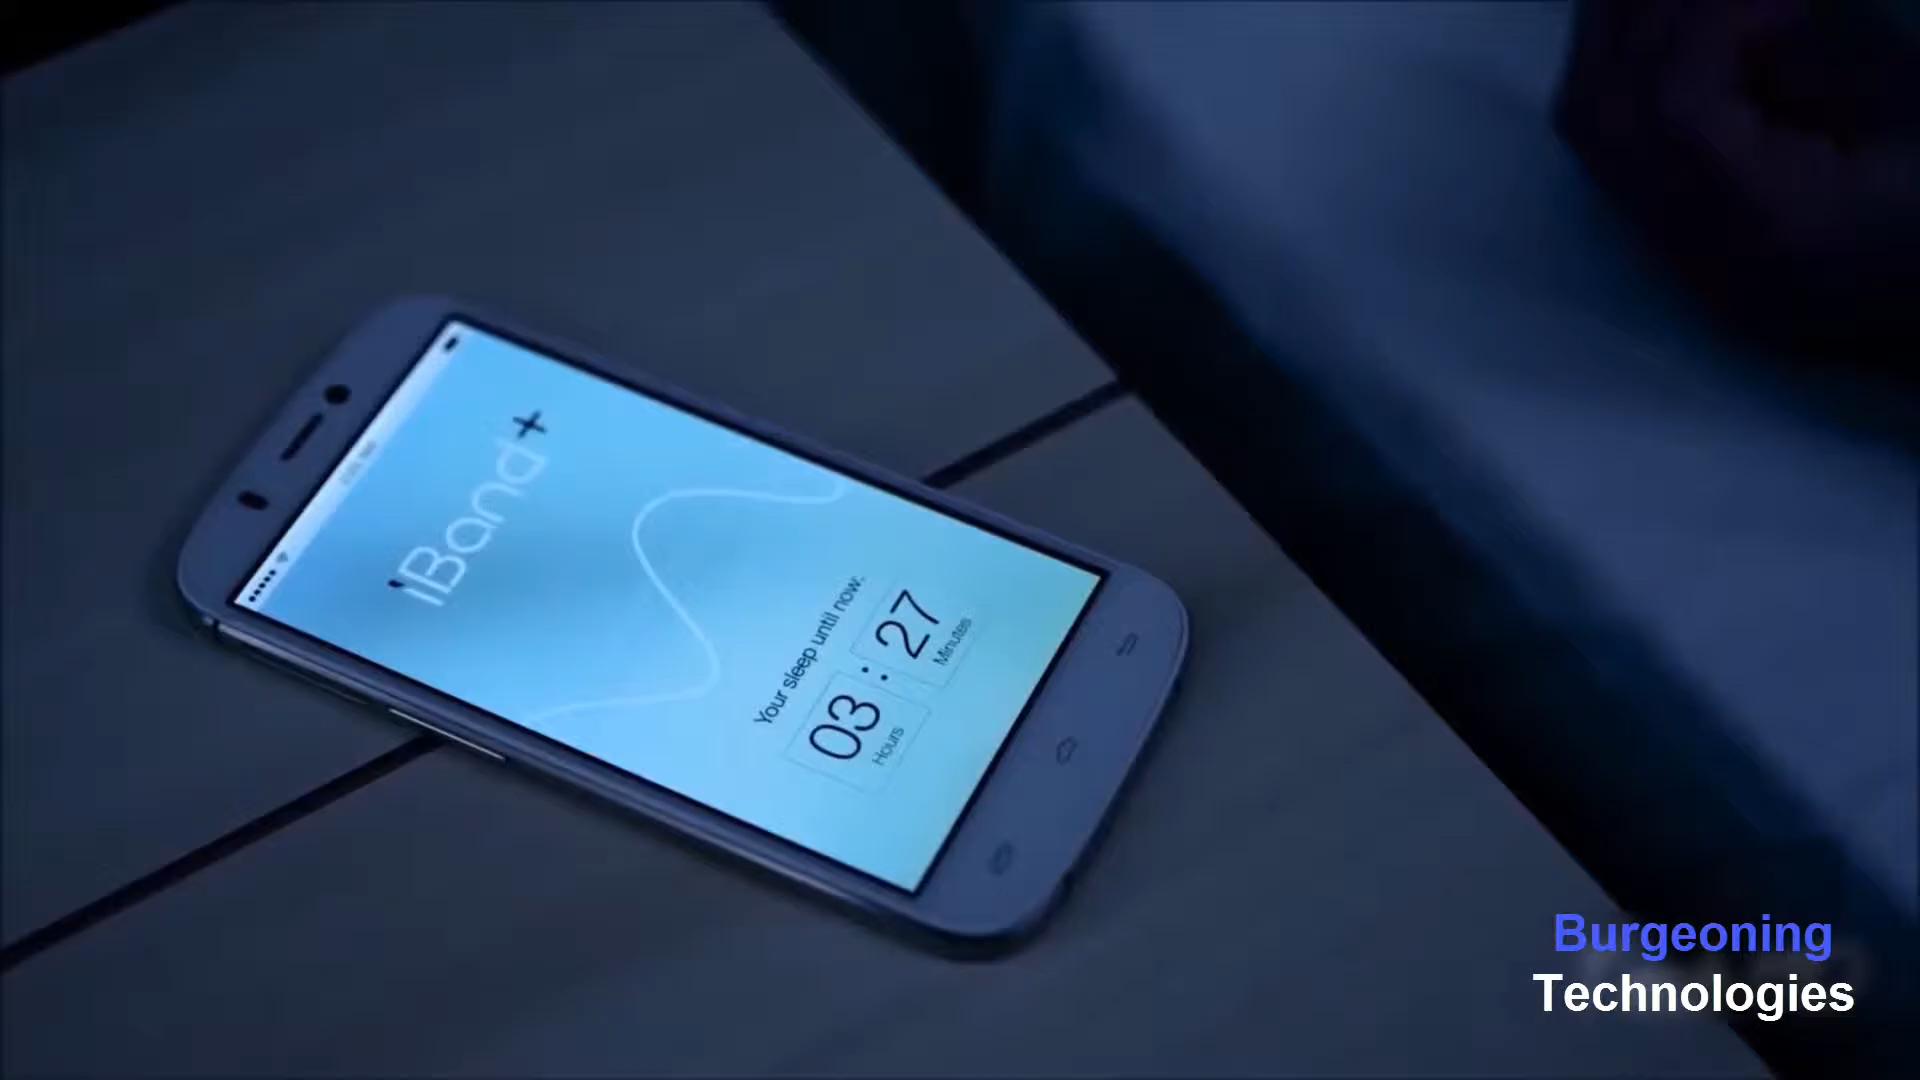 iBand+
Your sleep until now:
03 : 27
Hours Minutes
Burgeoning
Technologies